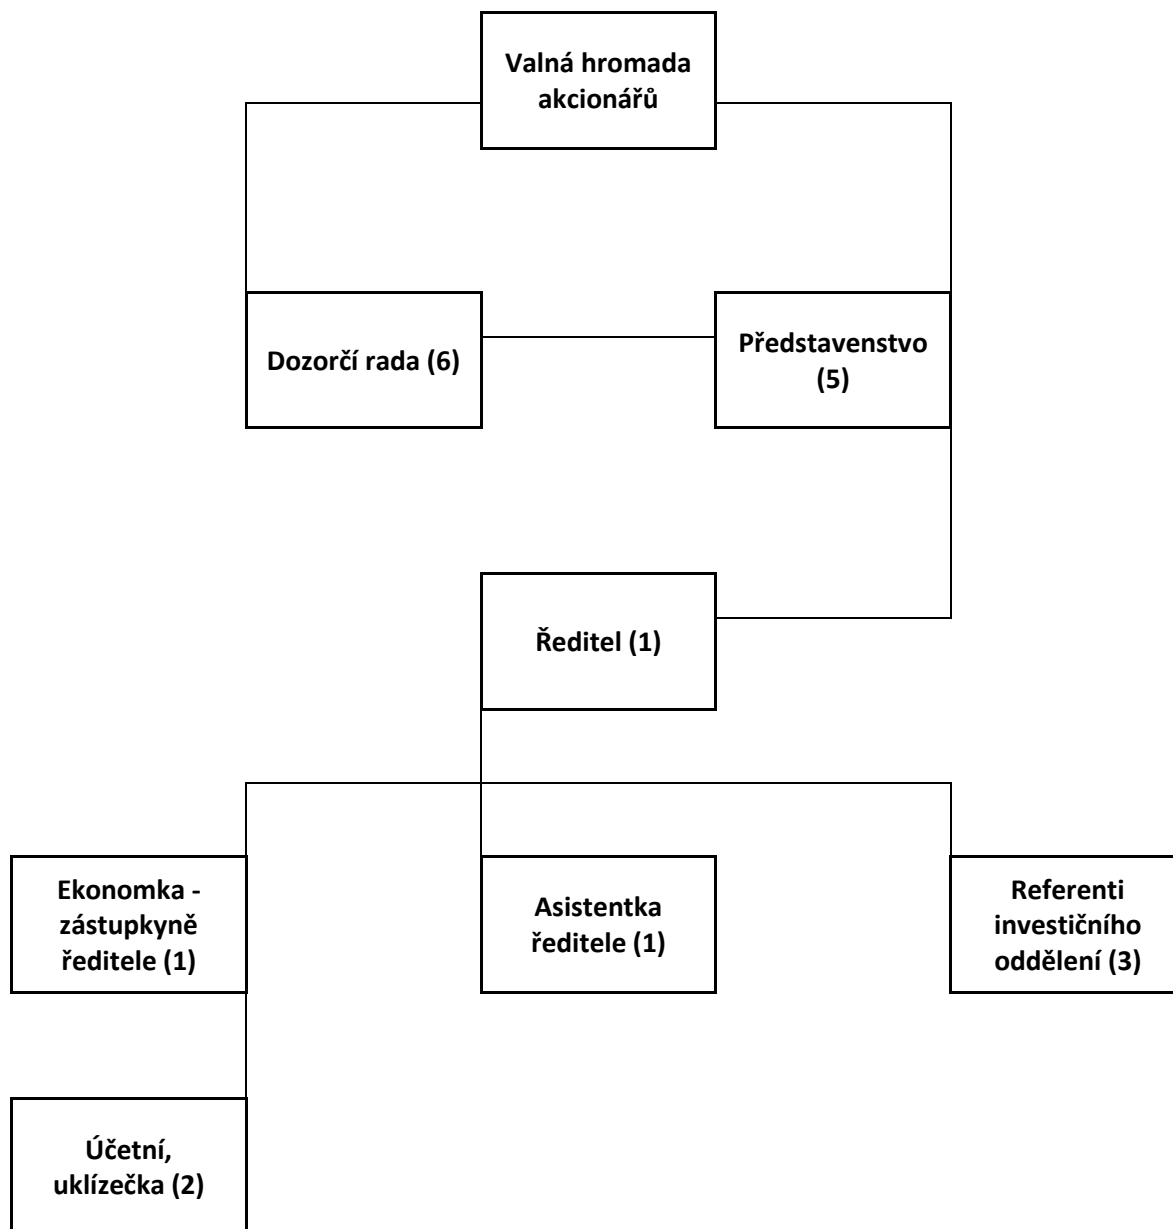 Valná hromada
akcionářů
Dozorčí rada (6)
Představenstvo
(5)
Ředitel (1)
Ekonomka -
zástupkyně
ředitele (1)
Asistentka
ředitele (1)
Referenti
investičního
oddělení (3)
Účetní,
uklízečka (2)